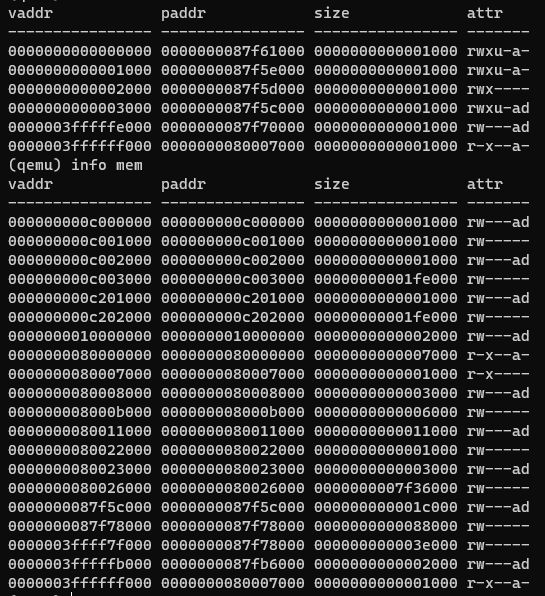 vaddr paddr size attr
---------------- ---------------- ---------------- -------
0000000000000000 0000000087f61000 0000000000001000 rwxu-a-
0000000000001000 0000000087f5e000 0000000000001000 rwxu-a-
0000000000002000 0000000087f5d000 0000000000001000 rwx----
0000000000003000 0000000087f5c000 0000000000001000 rwxu-ad
0000003fffffe000 0000000087f70000 0000000000001000 rw---ad
0000003ffffff000 0000000080007000 0000000000001000 r-x--a-
(qemu) info mem
vaddr paddr size attr
---------------- ---------------- ---------------- -------
000000000c000000 000000000c000000 0000000000001000 rw---ad
000000000c001000 000000000c001000 0000000000001000 rw-----
000000000c002000 000000000c002000 0000000000001000 rw---ad
000000000c003000 000000000c003000 00000000001fe000 rw-----
000000000c201000 000000000c201000 0000000000001000 rw---ad
000000000c202000 000000000c202000 00000000001fe000 rw-----
0000000010000000 0000000010000000 0000000000002000 rw---ad
0000000080000000 0000000080000000 0000000000007000 r-x--a-
0000000080007000 0000000080007000 0000000000001000 r-x----
0000000080008000 0000000080008000 0000000000003000 rw---ad
000000008000b000 000000008000b000 0000000000006000 rw-----
0000000080011000 0000000080011000 0000000000011000 rw---ad
0000000080022000 0000000080022000 0000000000001000 rw-----
0000000080023000 0000000080023000 0000000000003000 rw---ad
0000000080026000 0000000080026000 0000000007f36000 rw-----
0000000087f5c000 0000000087f5c000 000000000001c000 rw---ad
0000000087f78000 0000000087f78000 0000000000088000 rw-----
0000003ffff7f000 0000000087f78000 000000000003e000 rw-----
0000003fffffb000 0000000087fb6000 0000000000002000 rw---ad
0000003ffffff000 0000000080007000 0000000000001000 r-x--a-